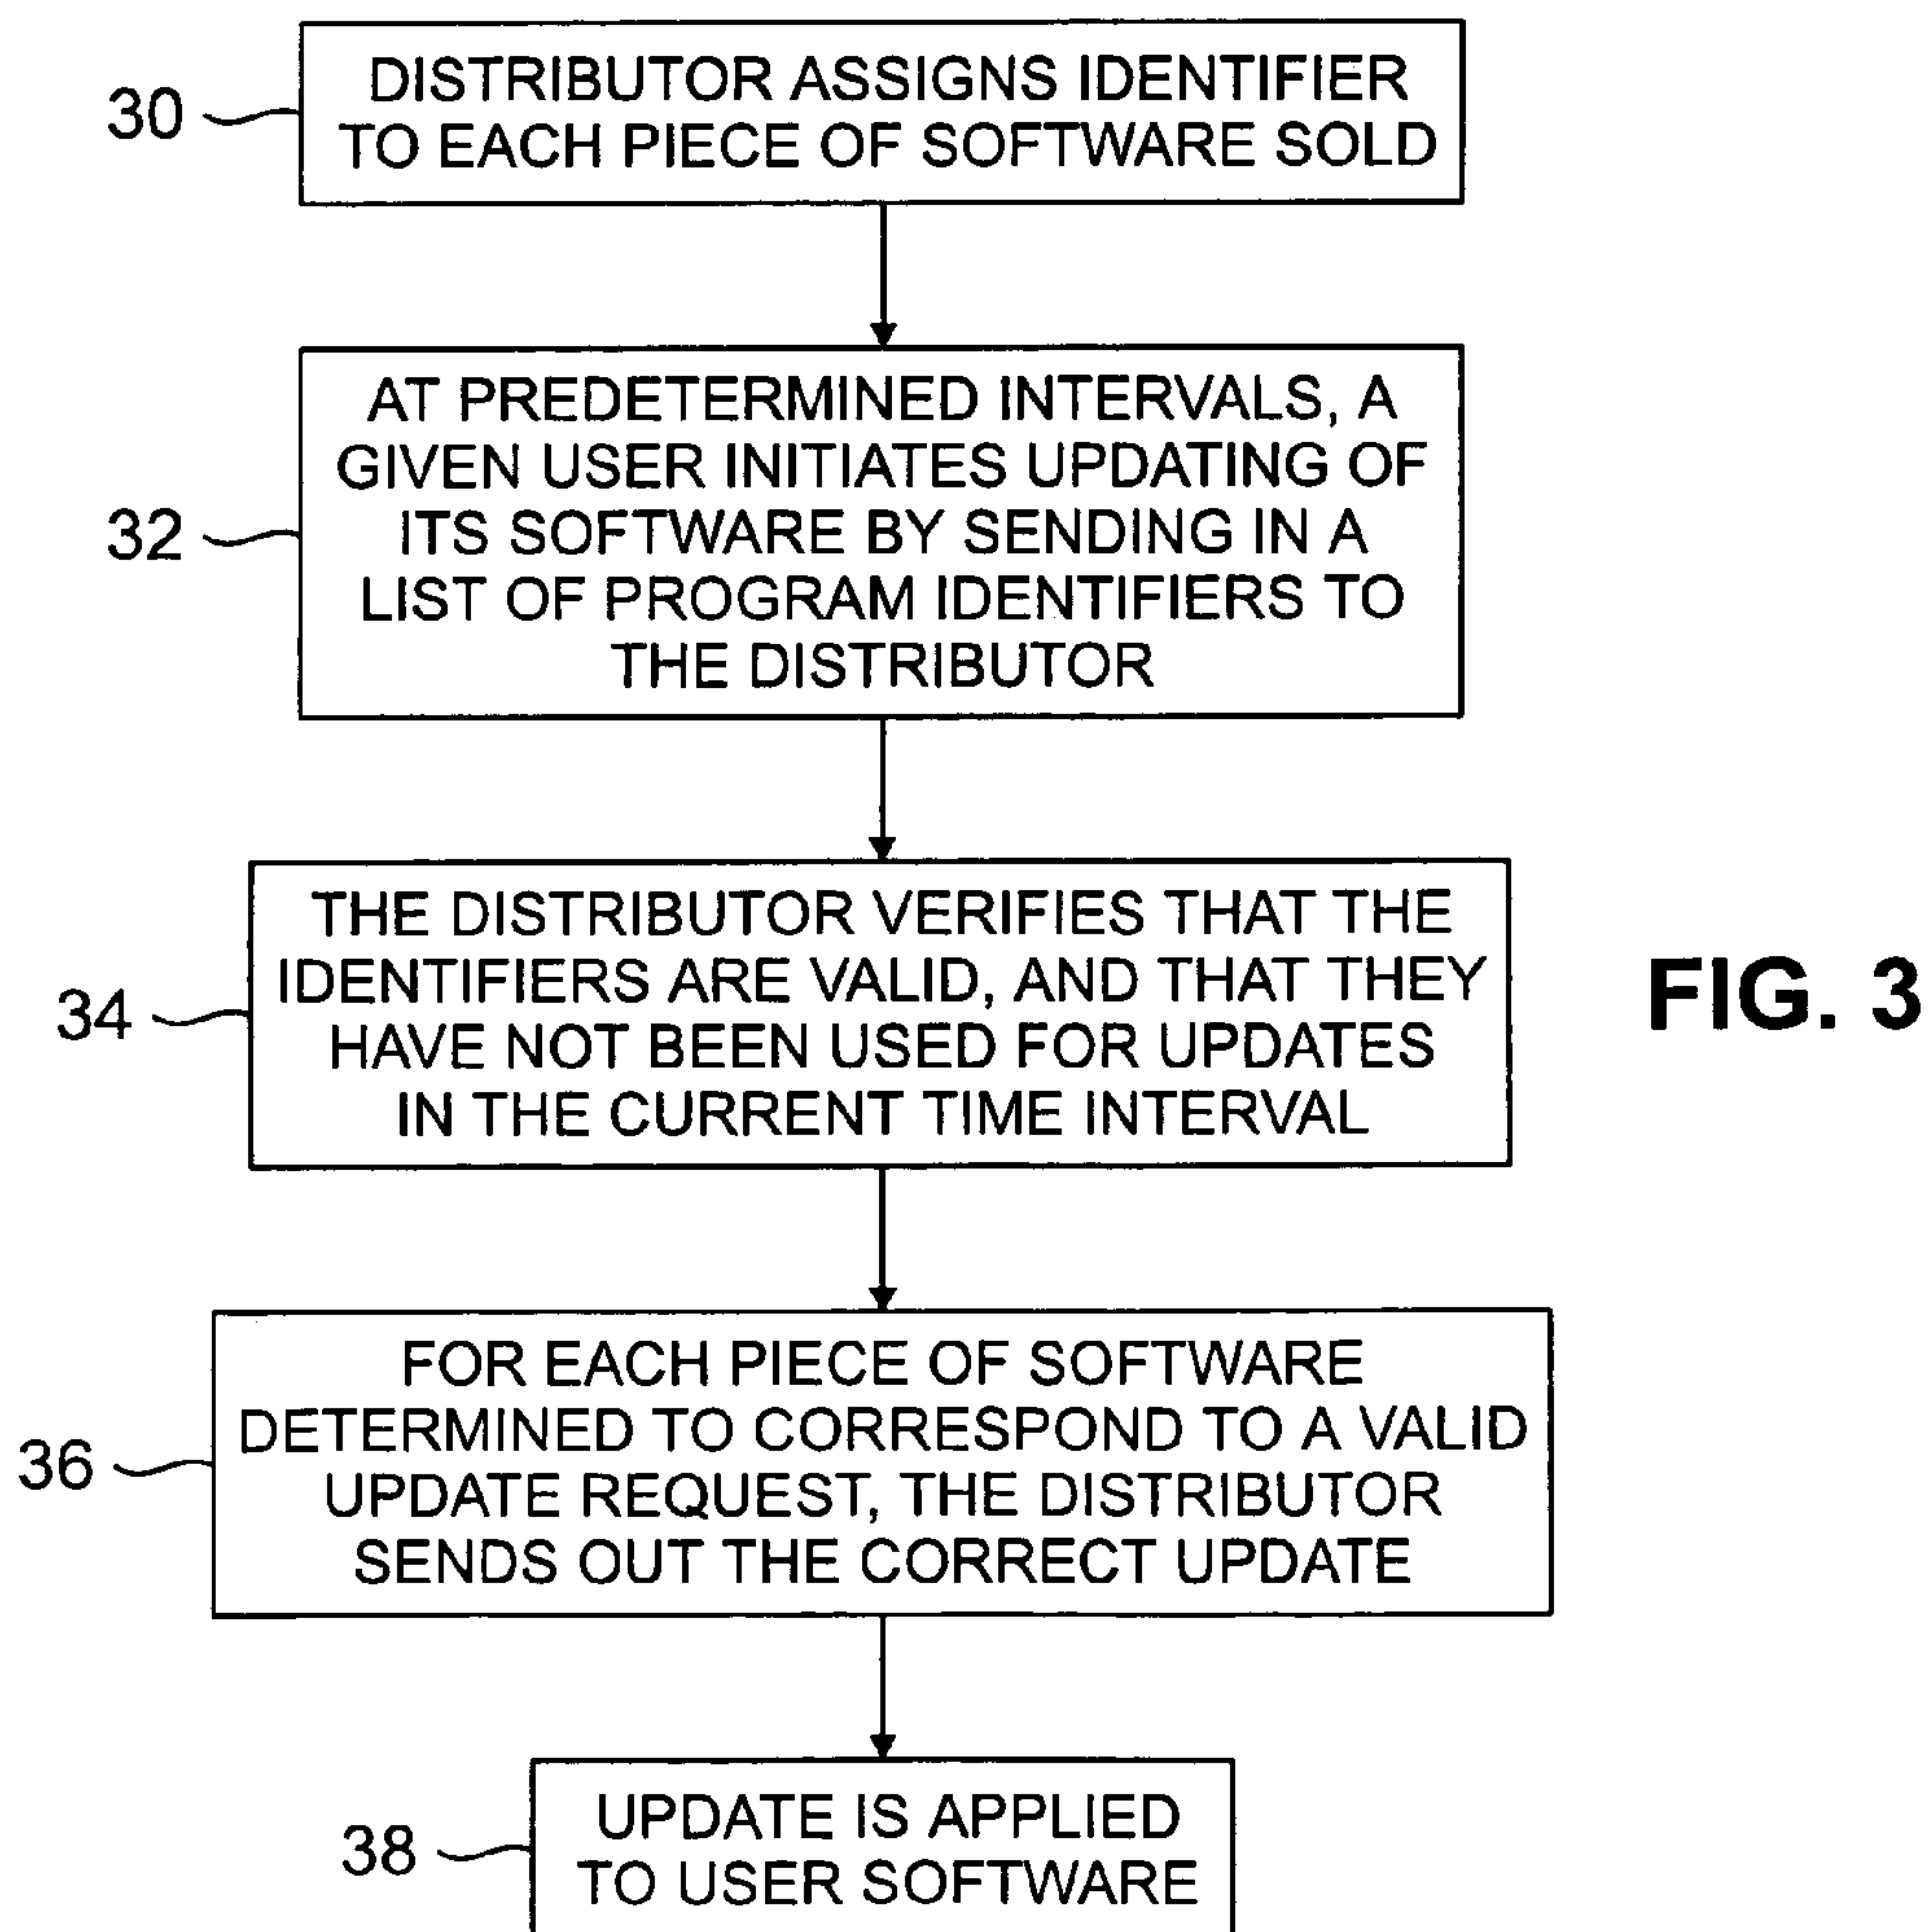 30
DISTRIBUTOR ASSIGNS IDENTIFIER
TO EACH PIECE OF SOFTWARE SOLD
32
AT PREDETERMINED INTERVALS, A
GIVEN USER INITIATES UPDATING OF
ITS SOFTWARE BY SENDING IN A
LIST OF PROGRAM IDENTIFIERS TO
THE DISTRIBUTOR
34
THE DISTRIBUTOR VERIFIES THAT THE
IDENTIFIERS ARE VALID, AND THAT THEY
HAVE NOT BEEN USED FOR UPDATES
IN THE CURRENT TIME INTERVAL
FIG. 3
36
FOR EACH PIECE OF SOFTWARE
DETERMINED TO CORRESPOND TO A VALID
UPDATE REQUEST, THE DISTRIBUTOR
SENDS OUT THE CORRECT UPDATE
38
UPDATE IS APPLIED
TO USER SOFTWARE